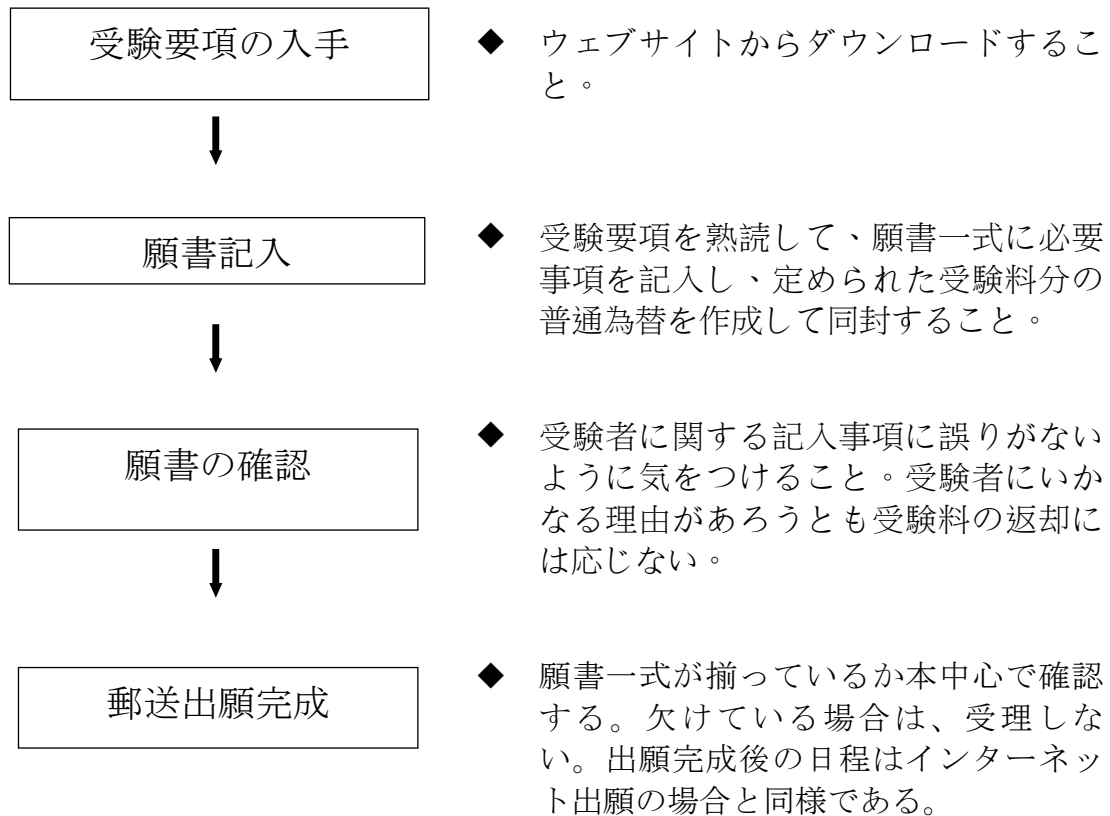 受験要項の入手
◆ ウェブサイトからダウンロードするこ
と。
願書記入
◆ 受験要項を熟読して、願書一式に必要
事項を記入し、定められた受験料分の
普通為替を作成して同封すること。
願書の確認
◆ 受験者に関する記入事項に誤りがない
ように気をつけること。受験者にいか
なる理由があろうとも受験料の返却に
は応じない。
郵送出願完成
◆ 願書一式が揃っているか本中心で確認
する。欠けている場合は、受理しな
い。出願完成後の日程はインターネッ
ト出願の場合と同様である。